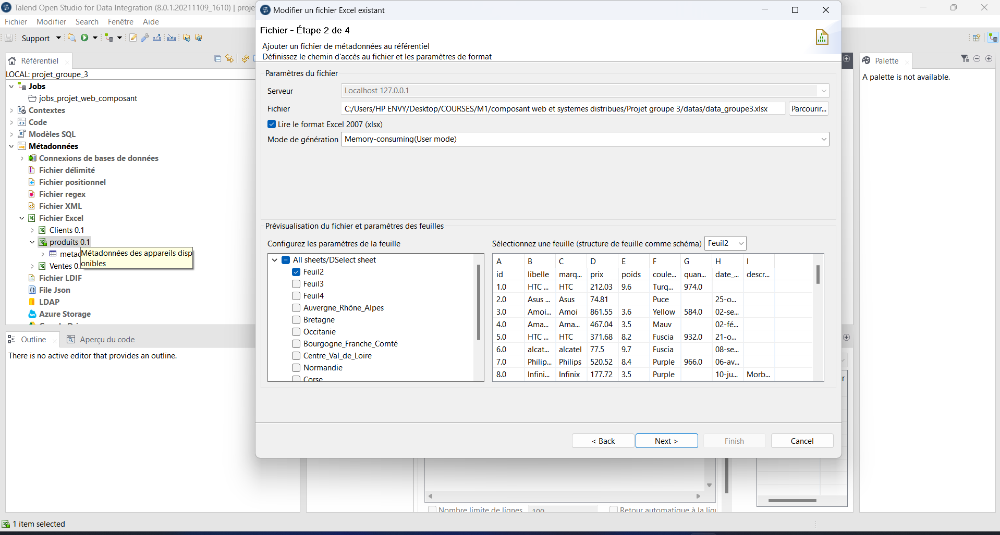 Talend Open Studio for Data Integration (8.0.1.20211109_1610) | proje
Fichier Modifier Search Fenêtre Aide
Support
Référentiel
LOCAL: projet_groupe_3
Jobs
jobs_projet_web_composant
Contextes
Code
Modèles SQL
Métadonnées
Connexions de bases de données
Fichier délimité
Fichier positionnel
Fichier regex
Fichier XML
Fichier Excel
Clients 0.1
produits 0.1
metad
Métadonnées des appareils disp
onibles
Ventes 0.
Fichier LDIF
File Json
LDAP
Azure Storage
Outline Aperçu du code
There is no active editor that provides an outline.
1 item selected
Modifier un fichier Excel existant
Fichier - Étape 2 de 4
Ajouter un fichier de métadonnées au référentiel
Définissez le chemin d'accès au fichier et les paramètres de format
Paramètres du fichier
Serveur Localhost 127.0.0.1
Fichier C:/Users/HP ENVY/Desktop/COURSES/M1/composant web et systemes distribues/Projet groupe 3/datas/data_groupe3.xlsx Parcourir...
Lire le format Excel 2007 (xlsx)
Mode de génération Memory-consuming(User mode)
Prévisualisation du fichier et paramètres des feuilles
Configurez les paramètres de la feuille
All sheets/DSelect sheet
Feuil2
Feuil3
Feuil4
Auvergne_Rhône_Alpes
Bretagne
Occitanie
Bourgogne_Franche_Comté
Centre_Val_de_Loire
Normandie
Corse
Sélectionnez une feuille (structure de feuille comme schéma) Feuil2
A B C D E F G H I
id libelle marq... prix poids coule... quan... date_... descr...
1.0 HTC ... HTC 212.03 9.6 Turq... 974.0
2.0 Asus ... Asus 74.81 Puce 25-o...
3.0 Amoi... Amoi 861.55 3.6 Yellow 584.0 02-se...
4.0 Ama... Ama... 467.04 3.5 Mauv 02-fé...
5.0 HTC ... HTC 371.68 8.2 Fuscia 932.0 21-o...
6.0 alcat... alcatel 77.5 9.7 Fuscia 08-se...
7.0 Philip... Philips 520.52 8.4 Purple 966.0 06-av...
8.0 Infini... Infinix 177.72 3.5 Purple 10-ju... Morb...
< Back Next > Finish Cancel
Nombre limite de lignes 100 Retour automatique à la lig
Palette
A palette is not available.